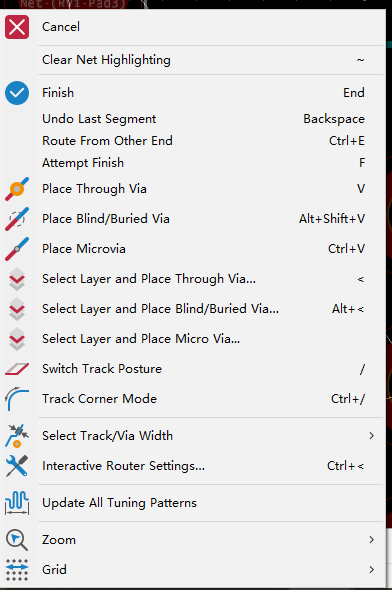 Net-(RV1-Pad3)
Cancel
Clear Net Highlighting ~
Finish End
Undo Last Segment Backspace
Route From Other End Ctrl+E
Attempt Finish F
Place Through Via V
Place Blind/Buried Via Alt+Shift+V
Place Microvia Ctrl+V
Select Layer and Place Through Via... <
Select Layer and Place Blind/Buried Via... Alt+<
Select Layer and Place Micro Via...
Switch Track Posture /
Track Corner Mode Ctrl+/
Select Track/Via Width
Interactive Router Settings... Ctrl+<
Update All Tuning Patterns
Zoom
Grid